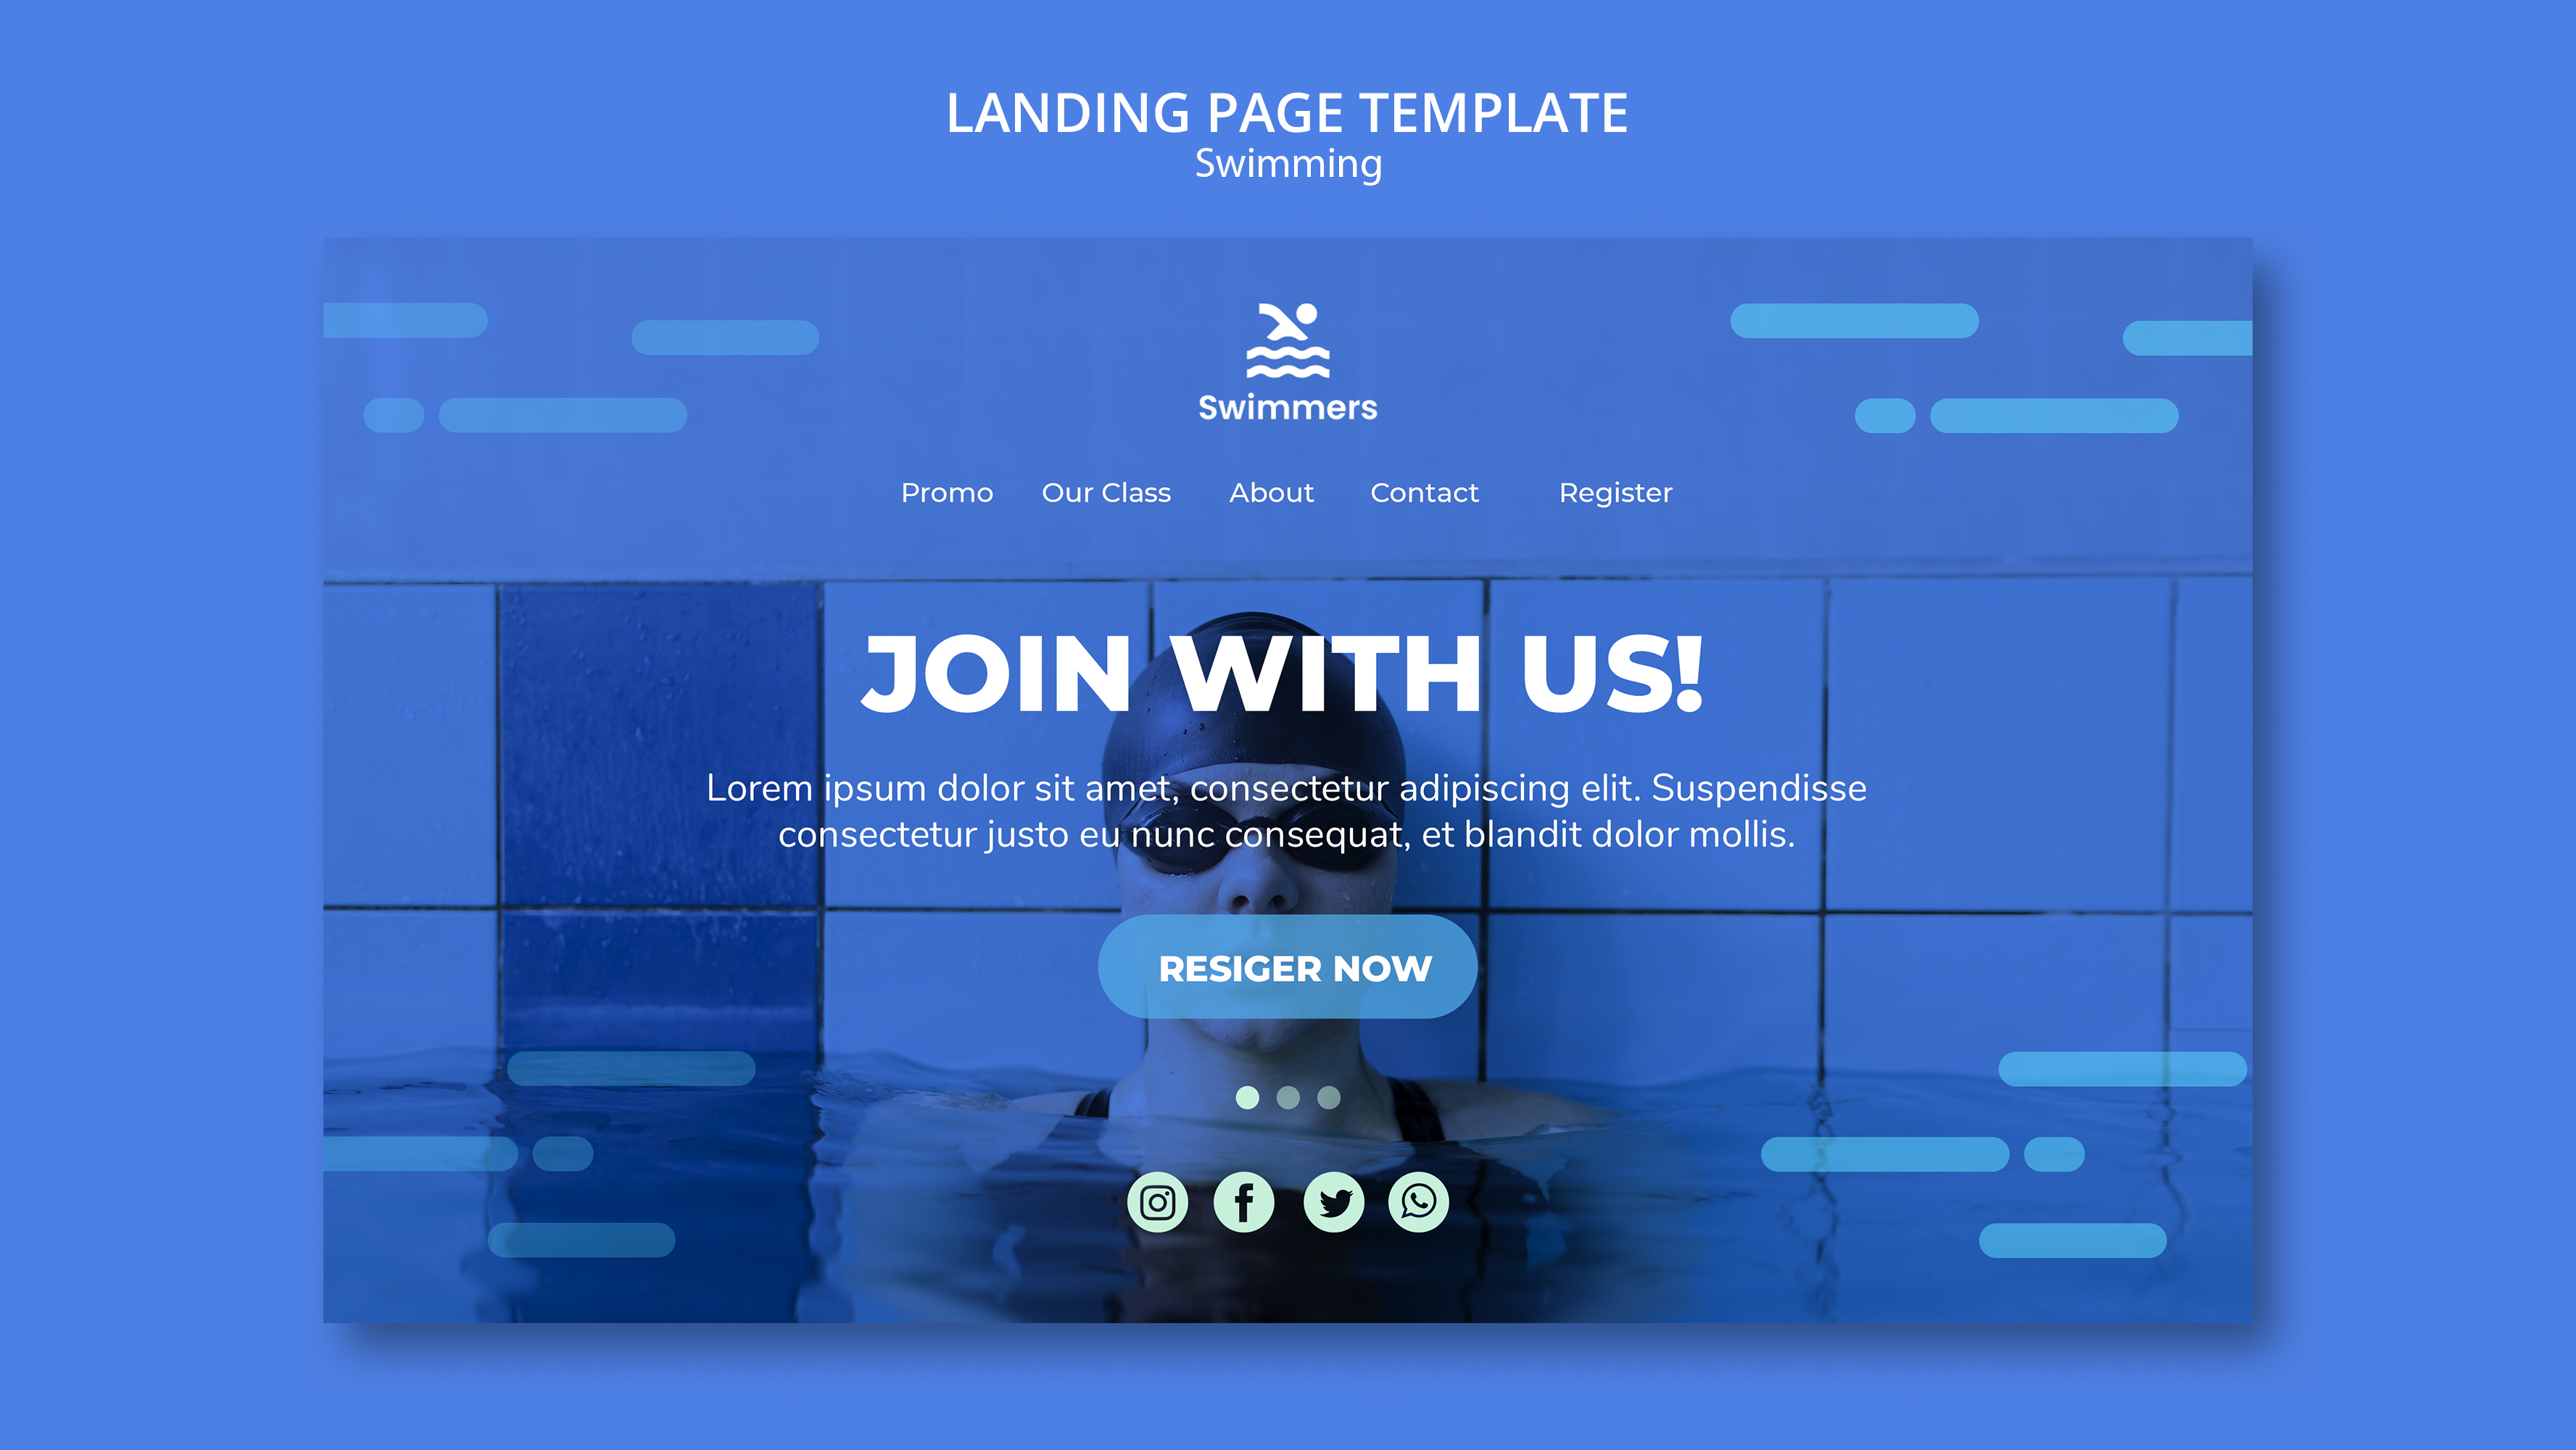 LANDING PAGE TEMPLATE
Swimming
Swimmers
Promo Our Class About Contact Register
JOIN WITH US!
Lorem ipsum dolor sit amet, consectetur adipiscing elit. Suspendisse
consectetur justo eu nunc consequat, et blandit dolor mollis.
RESIGER NOW